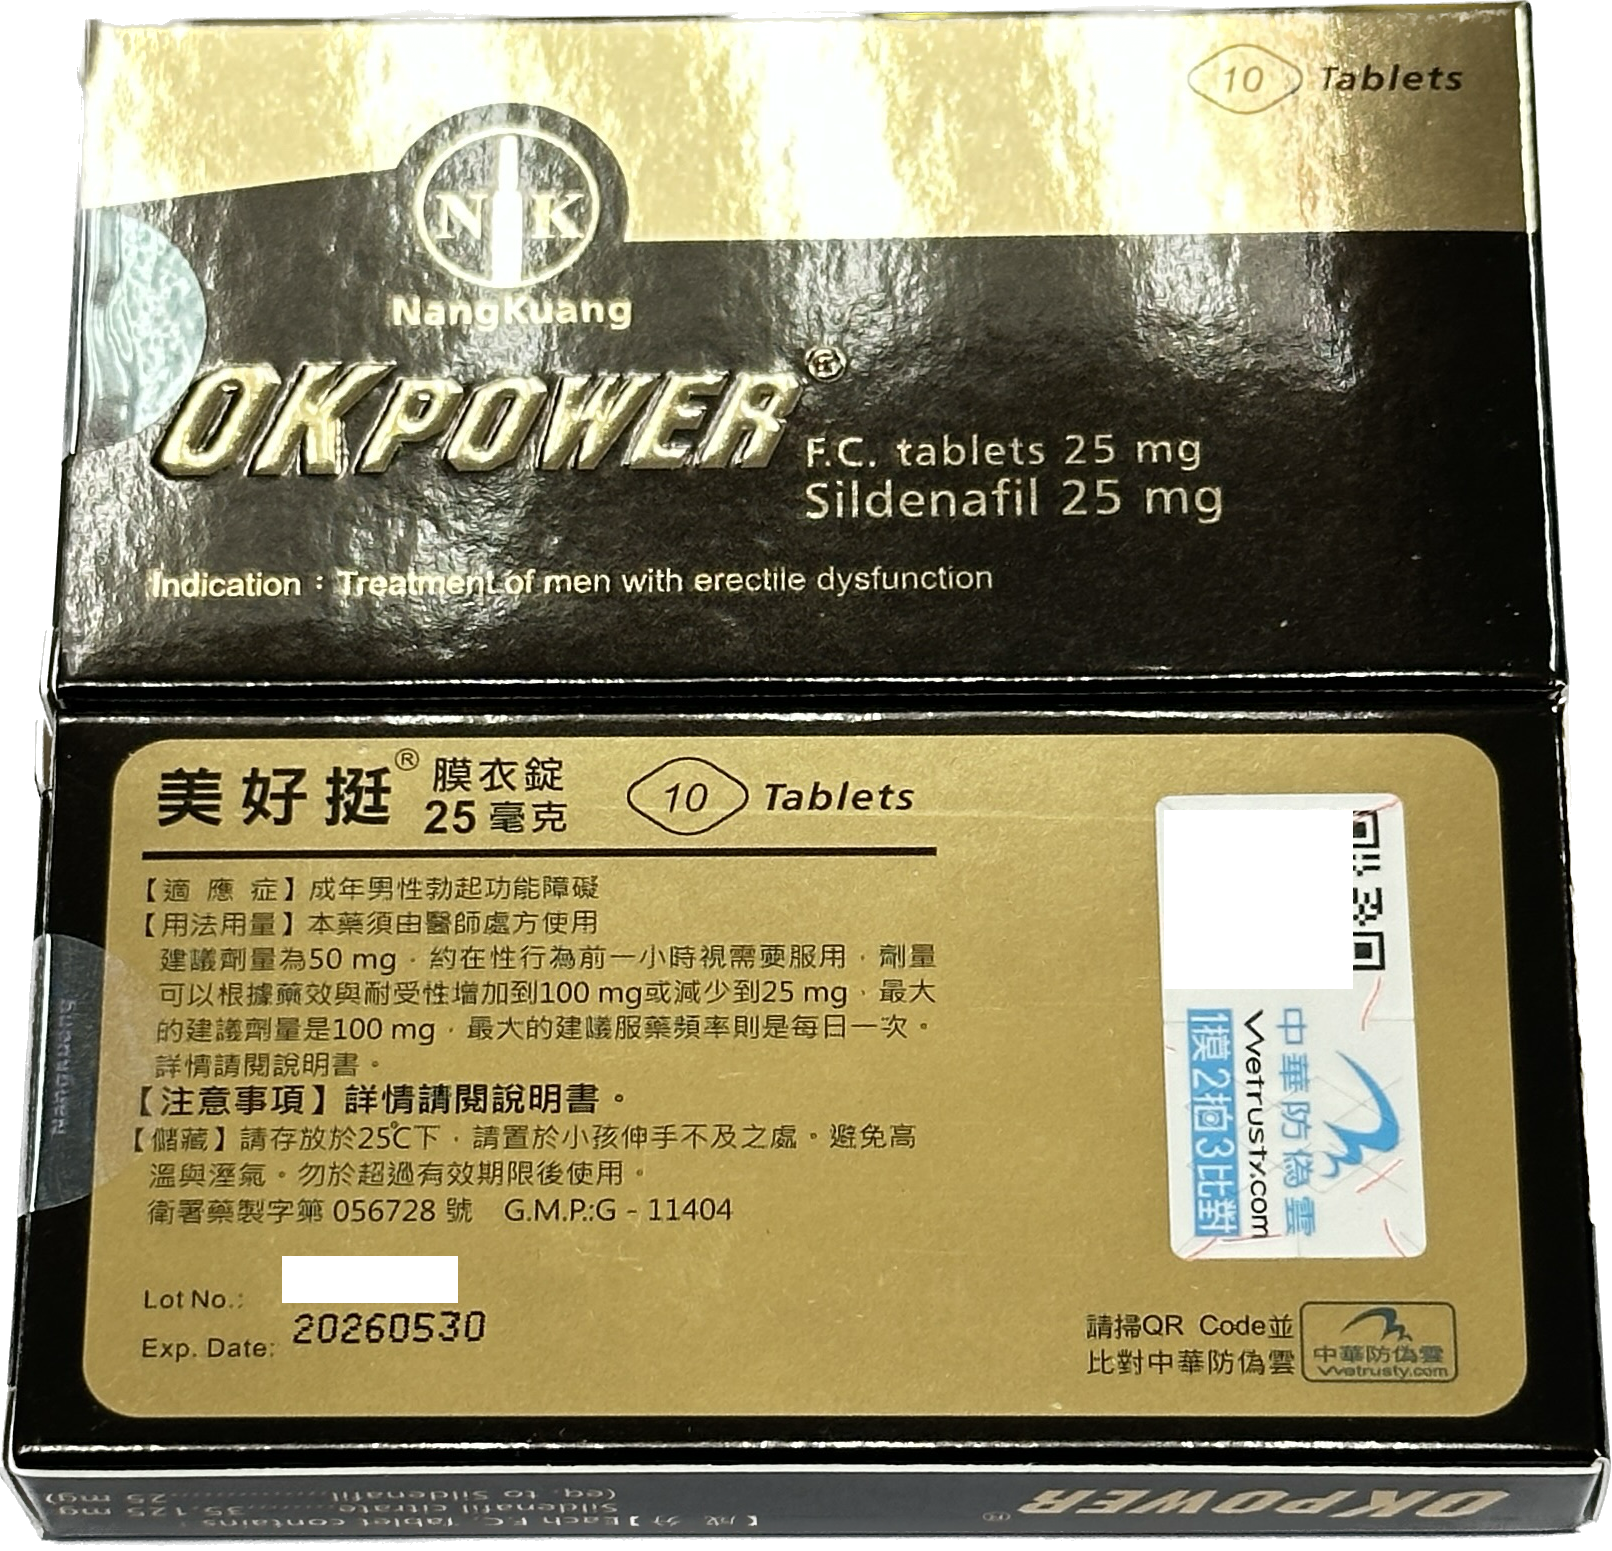 10 Tablets
N K
NangKuang
OKPOWER®
F.C. tablets 25 mg
Sildenafil 25 mg
Indication：Treatment of men with erectile dysfunction
美好挺® 膜衣錠
25 毫克
10 Tablets
【適 應 症】成年男性勃起功能障礙
【用法用量】本藥須由醫師處方使用
建議劑量為50 mg，約在性行為前一小時視需要服用，劑量
可以根據藥效與耐受性增加到100 mg或減少到25 mg，最大
的建議劑量是100 mg，最大的建議服藥頻率則是每日一次。
詳情請閱說明書。
【注意事項】詳情請閱說明書。
【儲藏】請存放於25℃下，請置於小孩伸手不及之處。避免高
溫與溼氣。勿於超過有效期限後使用。
衛署藥製字第 056728 號 G.M.P.:G - 11404
Lot No.:
Exp. Date: 20260530
中華防偽雲
Wetrusty.com
1摸2拍3比對
請掃QR Code並
比對中華防偽雲
中華防偽雲
Wetrusty.com
NangKuang
OKPOWER®
【成 分】Each F.C. Tablet contains：
Sildenafil citrate..........35.125 mg
(eq. to Sildenafil..........25 mg)